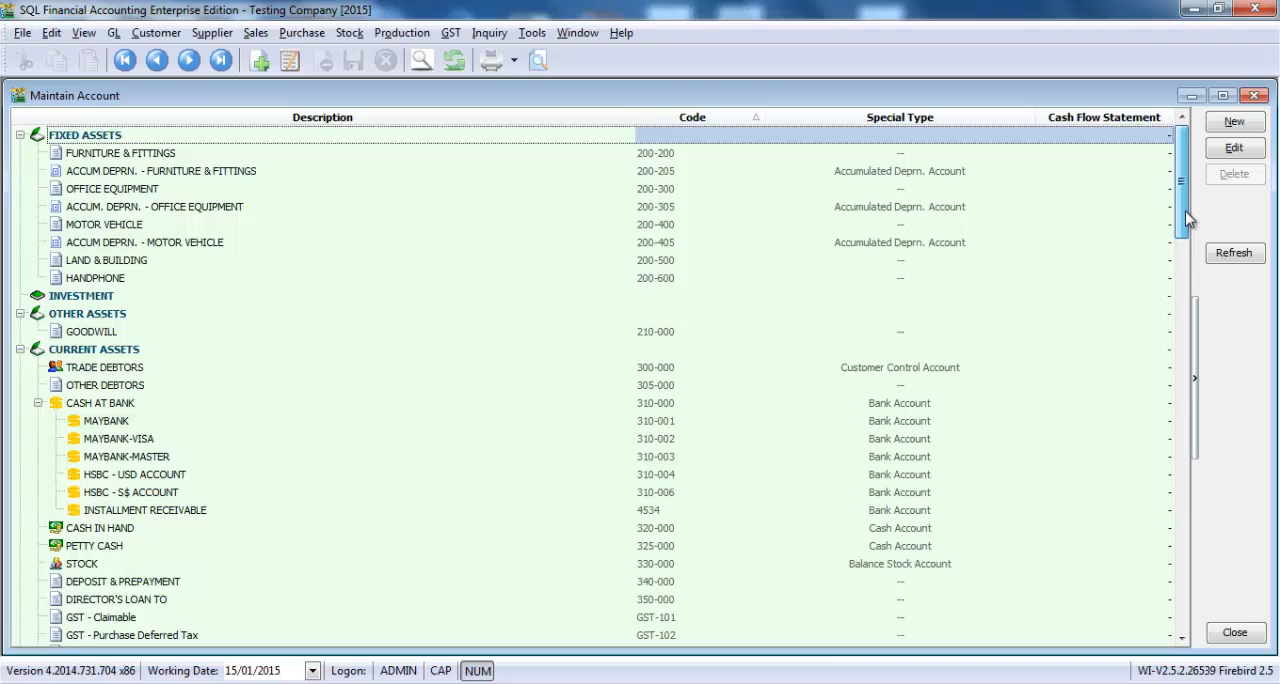 SQL Financial Accounting Enterprise Edition - Testing Company [2015]
File Edit View GL Customer Supplier Sales Purchase Stock Production GST Inquiry Tools Window Help
Maintain Account
Description Code Special Type Cash Flow Statement
FIXED ASSETS -
FURNITURE & FITTINGS 200-200 -- -
ACCUM DEPRN. - FURNITURE & FITTINGS 200-205 Accumulated Deprn. Account -
OFFICE EQUIPMENT 200-300 -- -
ACCUM. DEPRN. - OFFICE EQUIPMENT 200-305 Accumulated Deprn. Account -
MOTOR VEHICLE 200-400 -- -
ACCUM DEPRN. - MOTOR VEHICLE 200-405 Accumulated Deprn. Account -
LAND & BUILDING 200-500 -- -
HANDPHONE 200-600 -- -
INVESTMENT -
OTHER ASSETS -
GOODWILL 210-000 -- -
CURRENT ASSETS -
TRADE DEBTORS 300-000 Customer Control Account -
OTHER DEBTORS 305-000 -- -
CASH AT BANK 310-000 Bank Account -
MAYBANK 310-001 Bank Account -
MAYBANK-VISA 310-002 Bank Account -
MAYBANK-MASTER 310-003 Bank Account -
HSBC - USD ACCOUNT 310-004 Bank Account -
HSBC - S$ ACCOUNT 310-006 Bank Account -
INSTALLMENT RECEIVABLE 4534 Bank Account -
CASH IN HAND 320-000 Cash Account -
PETTY CASH 325-000 Cash Account -
STOCK 330-000 Balance Stock Account -
DEPOSIT & PREPAYMENT 340-000 -- -
DIRECTOR'S LOAN TO 350-000 -- -
GST - Claimable GST-101 -- -
GST - Purchase Deferred Tax GST-102 -- -
New
Edit
Delete
Refresh
Close
Version 4.2014.731.704 x86 Working Date: 15/01/2015 Logon: ADMIN CAP NUM WI-V2.5.2.26539 Firebird 2.5